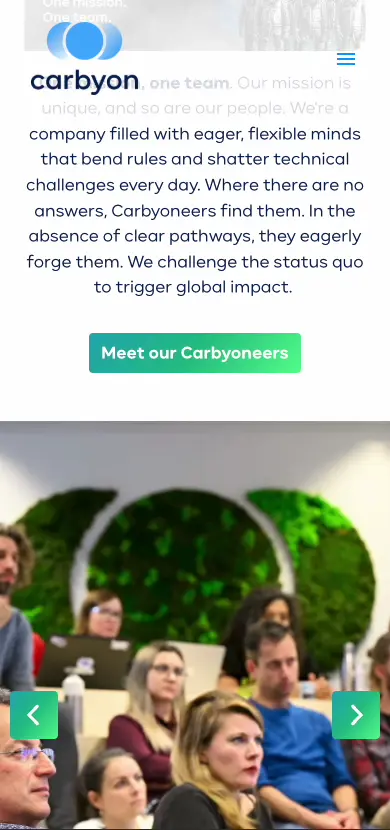 One mission.
One team.
carbyon
one team. Our mission is
unique, and so are our people. We're a
company filled with eager, flexible minds
that bend rules and shatter technical
challenges every day. Where there are no
answers, Carbyoneers find them. In the
absence of clear pathways, they eagerly
forge them. We challenge the status quo
to trigger global impact.
Meet our Carbyoneers